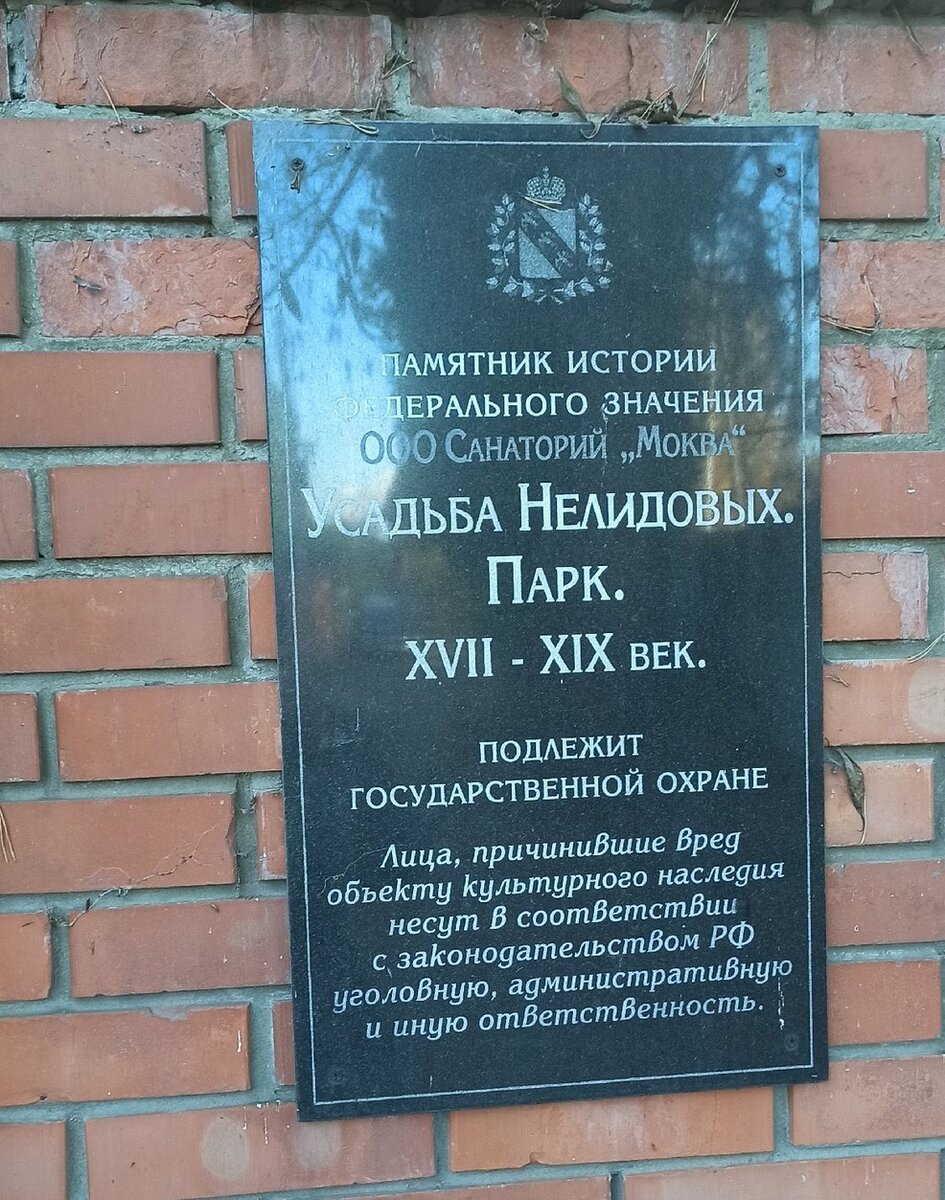 ПАМЯТНИК ИСТОРИИ
ФЕДЕРАЛЬНОГО ЗНАЧЕНИЯ
ООО САНАТОРИЙ „МОКВА“
УСАДЬБА НЕЛИДОВЫХ.
ПАРК.
XVII - XIX ВЕК.
ПОДЛЕЖИТ
ГОСУДАРСТВЕННОЙ ОХРАНЕ
Лица, причинившие вред
объекту культурного наследия
несут в соответствии
с законодательством РФ
уголовную, административную
и иную ответственность.